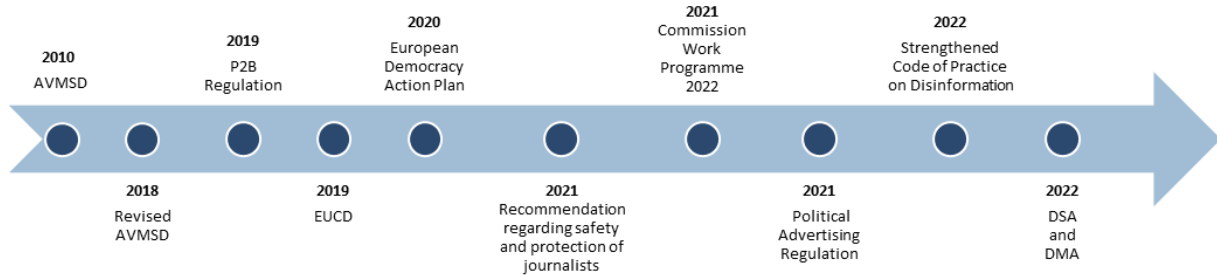 2010
AVMSD
2018
Revised
AVMSD
2019
P2B
Regulation
2019
EUCD
2020
European
Democracy
Action Plan
2021
Recommendation
regarding safety
and protection of
journalists
2021
Commission
Work
Programme
2022
2021
Political
Advertising
Regulation
2022
Strengthened
Code of Practice
on Disinformation
2022
DSA
and
DMA